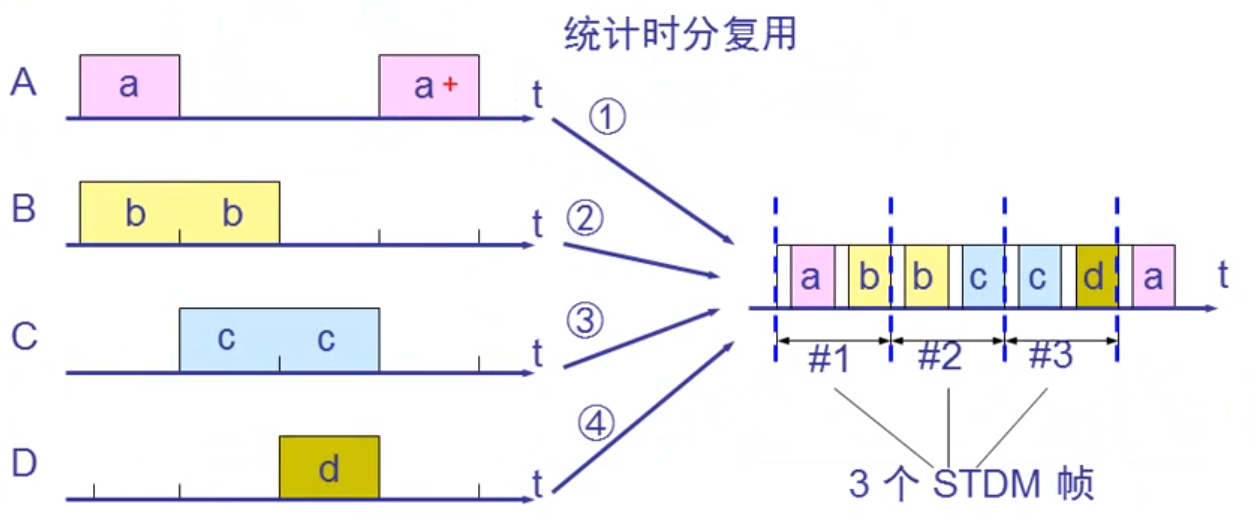 统计时分复用
A a a + t
①
B b b t
②
C c c t
③
D d t
④
a b b c c d a t
#1 #2 #3
3 个 STDM 帧